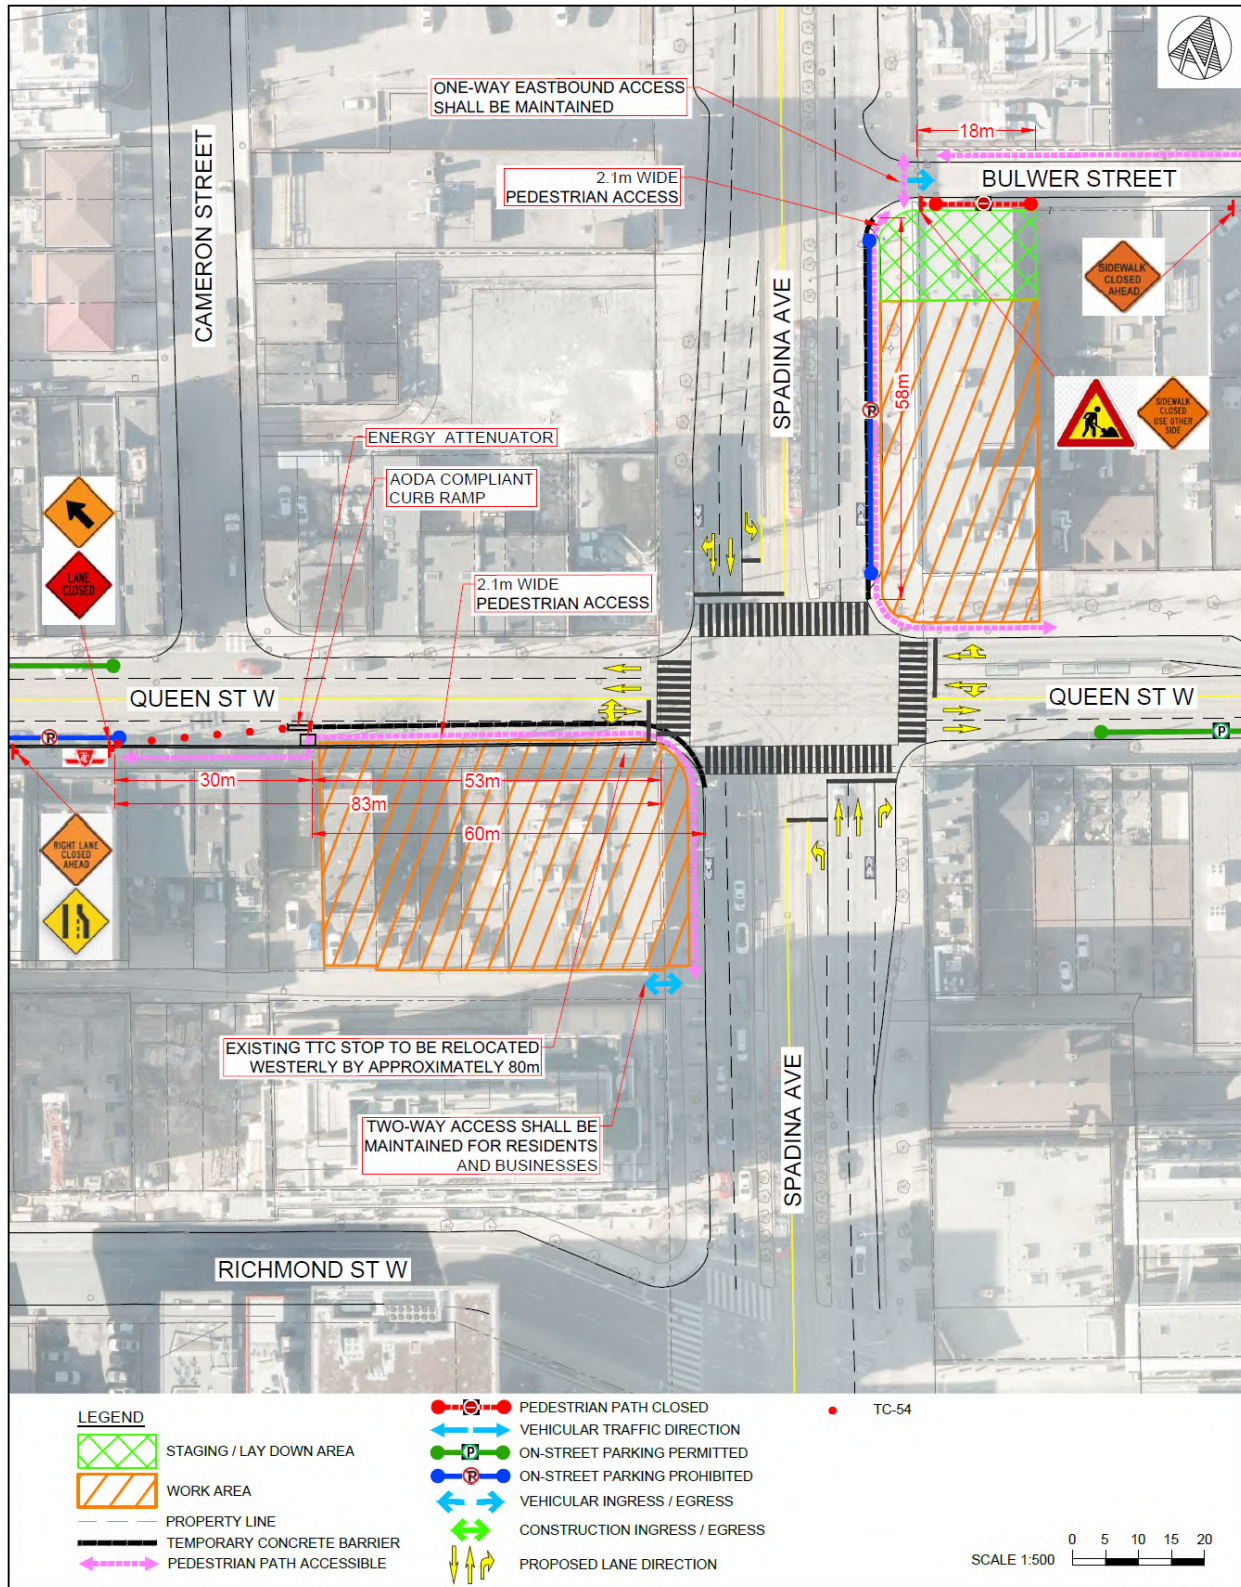 ONE-WAY EASTBOUND ACCESS
SHALL BE MAINTAINED
18m
CAMERON STREET
2.1m WIDE
PEDESTRIAN ACCESS
BULWER STREET
SIDEWALK
CLOSED
AHEAD
SPADINA AVE
58m
SIDEWALK
CLOSED
USE OTHER
SIDE
ENERGY ATTENUATOR
AODA COMPLIANT
CURB RAMP
LANE
CLOSED
2.1m WIDE
PEDESTRIAN ACCESS
QUEEN ST W
QUEEN ST W
P
30m
53m
83m
60m
RIGHT LANE
CLOSED
AHEAD
EXISTING TTC STOP TO BE RELOCATED
WESTERLY BY APPROXIMATELY 80m
TWO-WAY ACCESS SHALL BE
MAINTAINED FOR RESIDENTS
AND BUSINESSES
SPADINA AVE
RICHMOND ST W
LEGEND
STAGING / LAY DOWN AREA
WORK AREA
PROPERTY LINE
TEMPORARY CONCRETE BARRIER
PEDESTRIAN PATH ACCESSIBLE
PEDESTRIAN PATH CLOSED
VEHICULAR TRAFFIC DIRECTION
P ON-STREET PARKING PERMITTED
P ON-STREET PARKING PROHIBITED
VEHICULAR INGRESS / EGRESS
CONSTRUCTION INGRESS / EGRESS
PROPOSED LANE DIRECTION
TC-54
SCALE 1:500
0 5 10 15 20